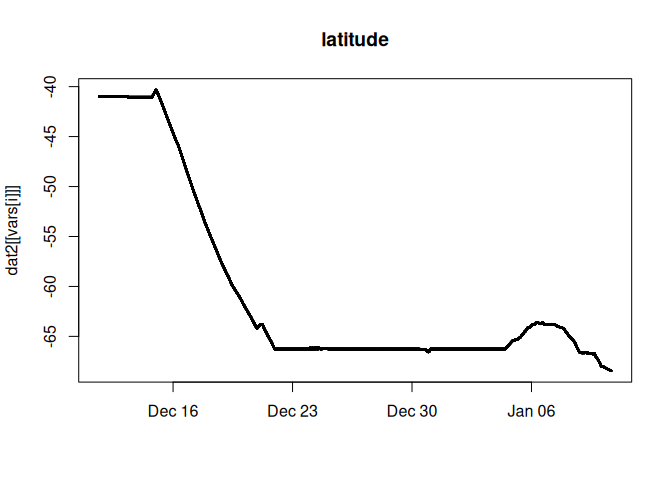 latitude
dat2[[vars[i]]]
-40
-45
-50
-55
-60
-65
Dec 16
Dec 23
Dec 30
Jan 06